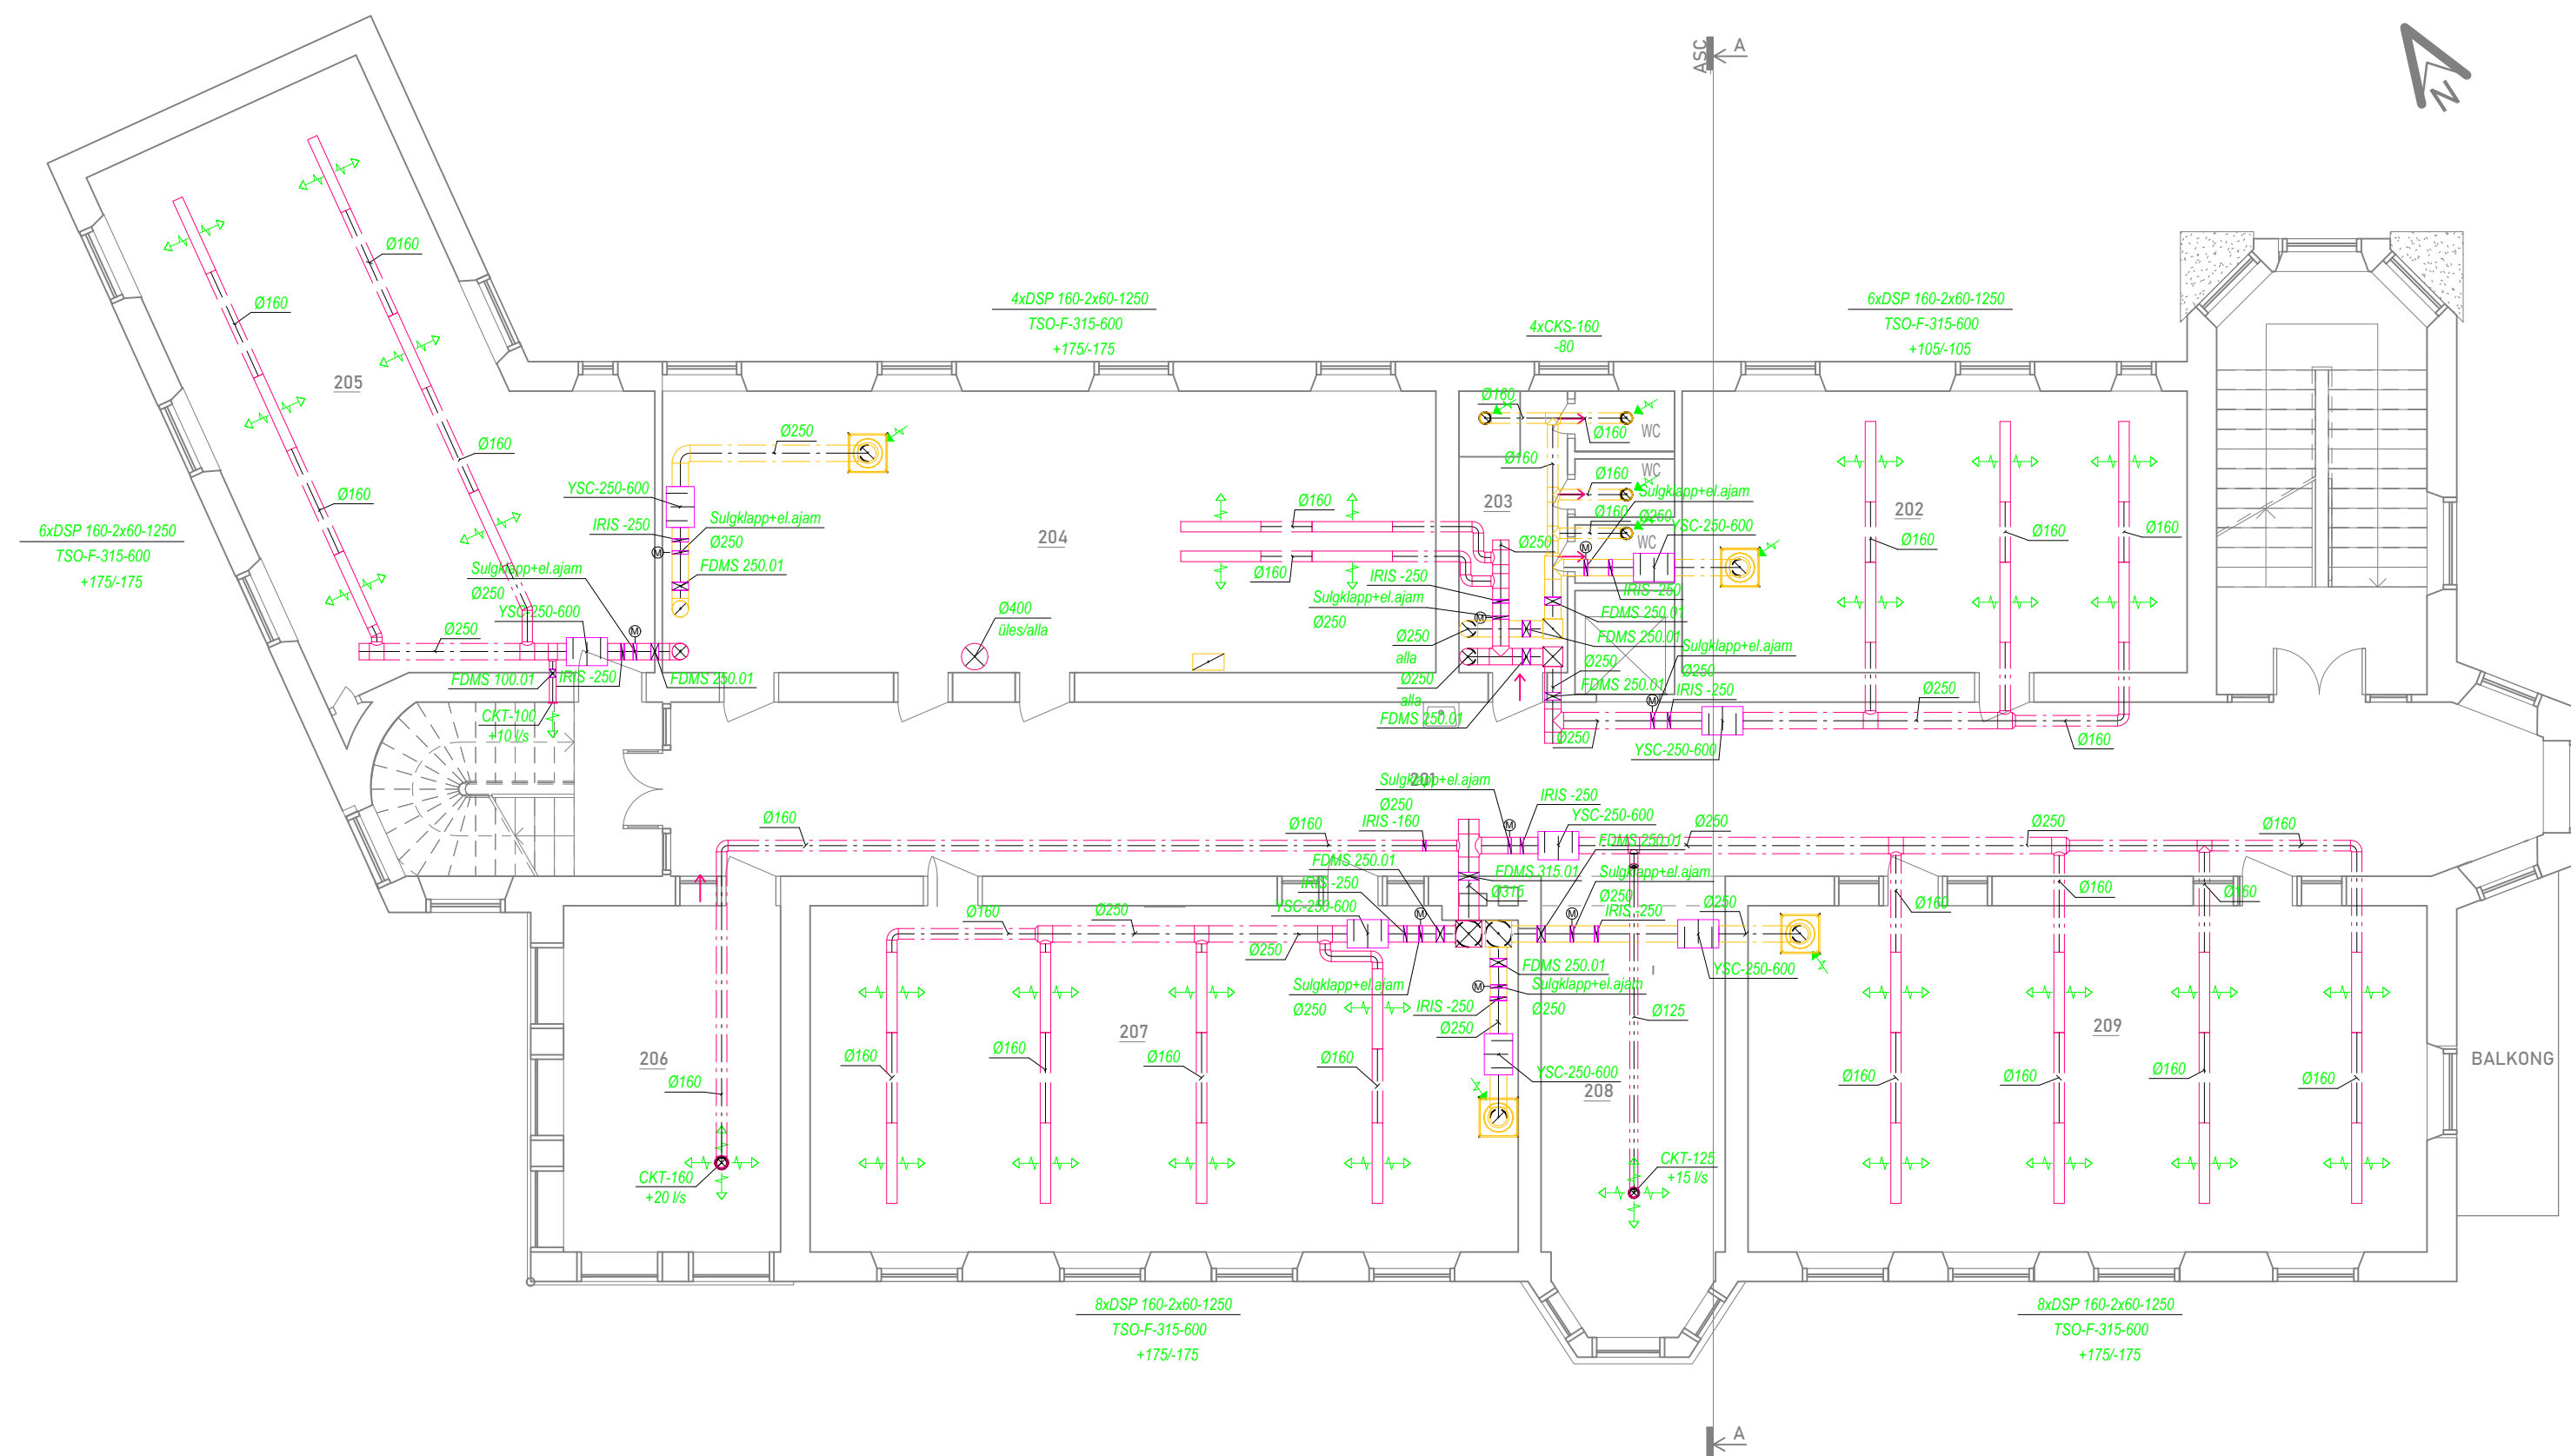 ASC
A
N
4xDSP 160-2x60-1250
TSO-F-315-600
+175/-175
4xCKS-160
-80
6xDSP 160-2x60-1250
TSO-F-315-600
+105/-105
Ø160
Ø160
205
Ø160
Ø160
6xDSP 160-2x60-1250
TSO-F-315-600
+175/-175
Ø250
YSC-250-600
IRIS -250
Sulgklapp+el.ajam
Ø250
FDMS 250.01
204
Ø160
Ø160
Ø400
üles/alla
Sulgklapp+el.ajam
Ø250
YSC-250-600
Ø250
FDMS 100.01
IRIS -250
FDMS 250.01
CKT-100
+10 l/s
Ø160
Ø160
WC
Ø160
WC
Ø160
Sulgklapp+el.ajam
Ø160
Ø250
YSC-250-600
WC
203
Ø250
IRIS -250
IRIS -250
Sulgklapp+el.ajam
Ø250
FDMS 250.01
FDMS 250.01
Ø250
alla
Sulgklapp+el.ajam
Ø250
Ø250
Ø250
alla
FDMS 250.01
IRIS -250
FDMS 250.01
Ø250
YSC-250-600
202
Ø160
Ø160
Ø160
Ø250
Ø160
201
Sulgklapp+el.ajam
Ø250
IRIS -250
IRIS -160
YSC-250-600
Ø160
Ø160
Ø250
Ø250
Ø160
FDMS 250.01
FDMS 250.01
IRIS -250
FDMS 315.01
Sulgklapp+el.ajam
YSC-250-600
Ø315
Ø250
IRIS -250
Ø250
Ø160
Ø250
Ø250
Ø160
Ø160
Ø160
Sulgklapp+el.ajam
Ø250
FDMS 250.01
Sulgklapp+el.ajam
Ø250
IRIS -250
Ø250
YSC-250-600
YSC-250-600
Ø125
206
207
208
209
Ø160
Ø160
Ø160
Ø160
Ø160
Ø160
Ø160
Ø160
Ø160
BALKONG
CKT-160
+20 l/s
CKT-125
+15 l/s
8xDSP 160-2x60-1250
TSO-F-315-600
+175/-175
8xDSP 160-2x60-1250
TSO-F-315-600
+175/-175
A
M
M
M
M
M
M
M
M
M